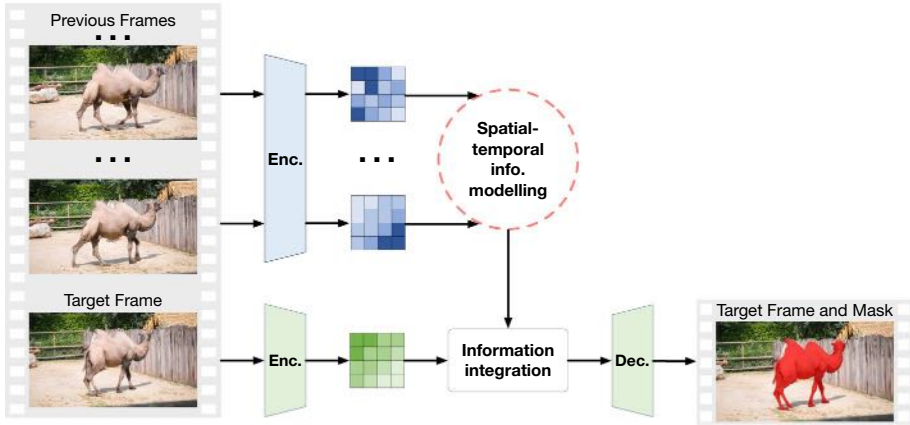 Previous Frames
...
...
Enc.
...
Spatial-
temporal
info.
modelling
Target Frame
Enc.
Information
integration
Dec.
Target Frame and Mask